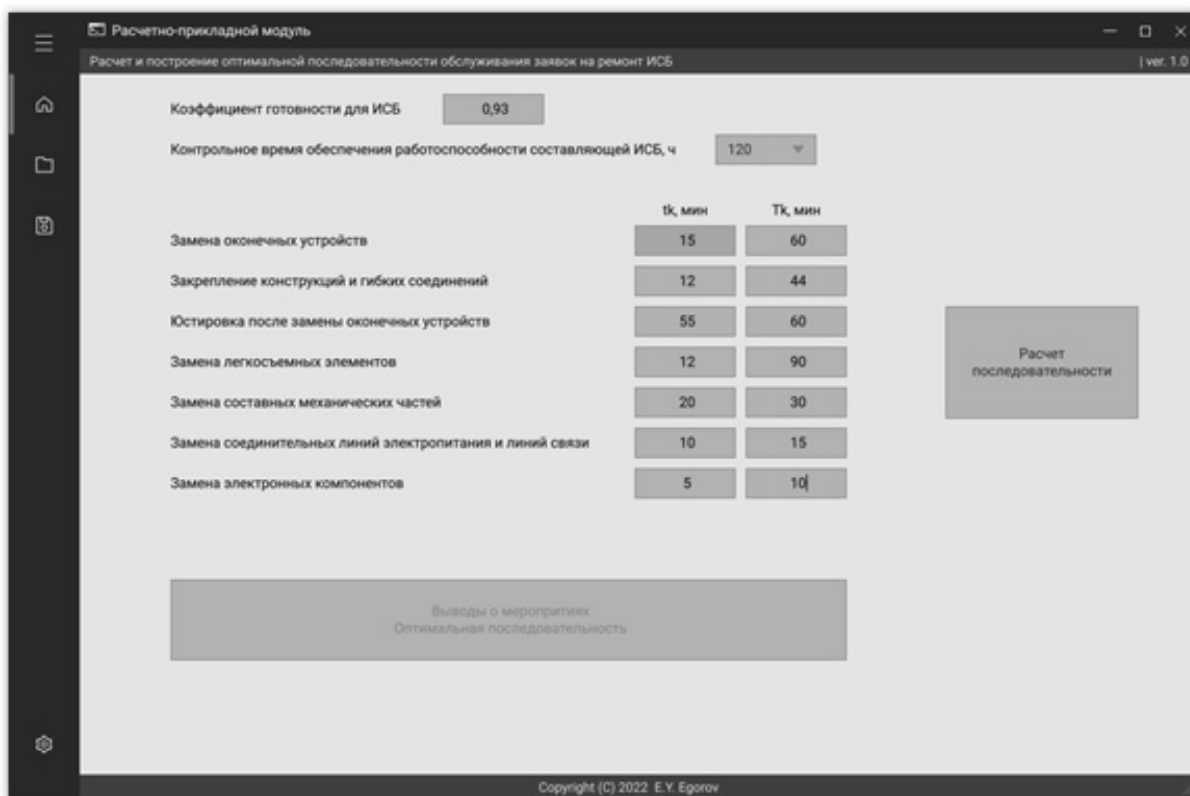 Расчетно-прикладной модуль
Расчет и построение оптимальной последовательности обслуживания заявок на ремонт ИСБ | ver. 1.0
Коэффициент готовности для ИСБ 0,93
Контрольное время обеспечения работоспособности составляющей ИСБ, ч 120
tk, мин Tk, мин
Замена оконечных устройств 15 60
Закрепление конструкций и гибких соединений 12 44
Юстировка после замены оконечных устройств 55 60
Замена легкосъемных элементов 12 90
Замена составных механических частей 20 30
Замена соединительных линий электропитания и линий связи 10 15
Замена электронных компонентов 5 10
Расчет
последовательности
Выводы о меропритиях
Оптимальная последовательность
Copyright (C) 2022 E.Y. Egorov